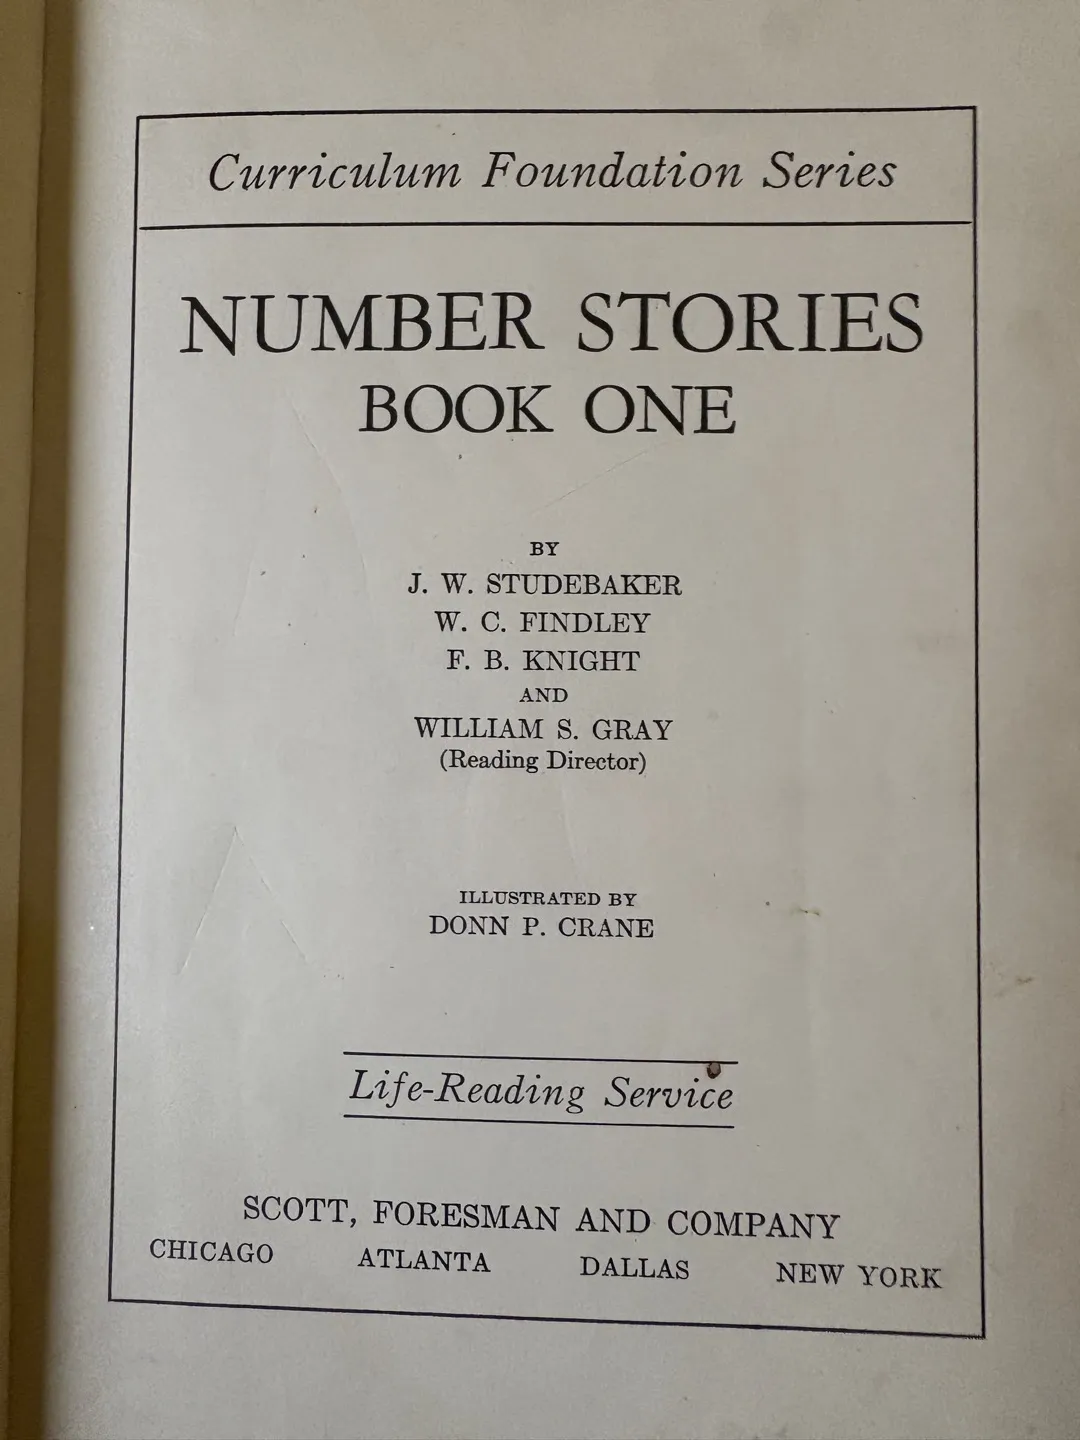 Curriculum Foundation Series
NUMBER STORIES
BOOK ONE
BY
J. W. STUDEBAKER
W. C. FINDLEY
F. B. KNIGHT
AND
WILLIAM S. GRAY
(Reading Director)
ILLUSTRATED BY
DONN P. CRANE
Life-Reading Service
SCOTT, FORESMAN AND COMPANY
CHICAGO ATLANTA DALLAS NEW YORK